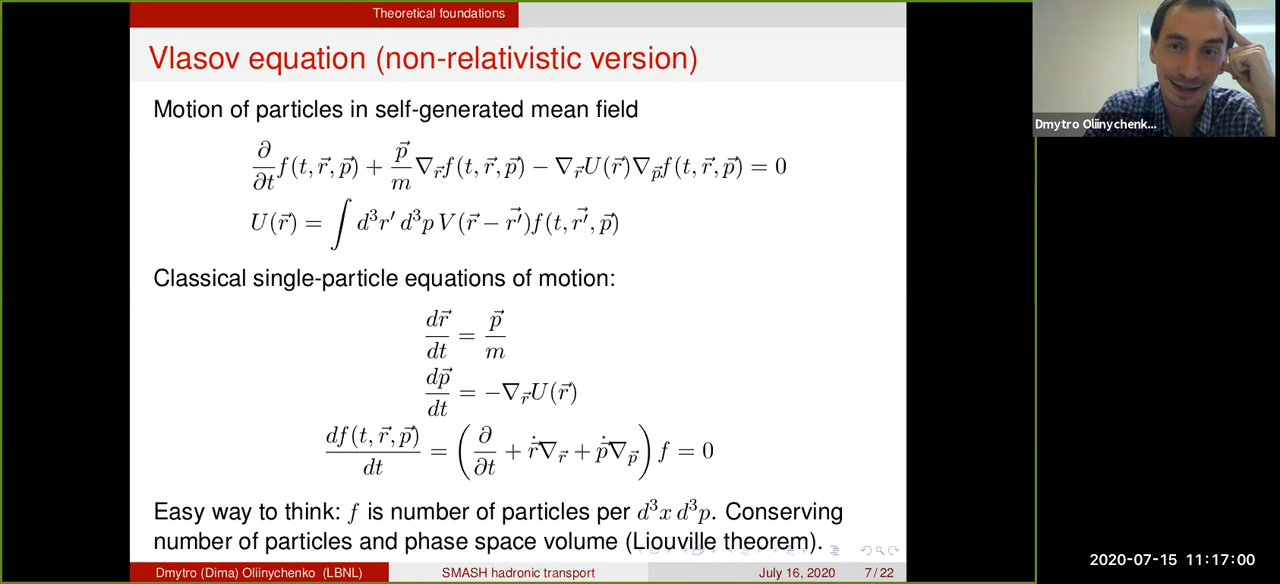 Theoretical foundations
Vlasov equation (non-relativistic version)
Motion of particles in self-generated mean field
∂/∂t f(t, r⃗, p⃗) + p⃗/m ∇_r⃗ f(t, r⃗, p⃗) − ∇_r⃗ U(r⃗)∇_p⃗ f(t, r⃗, p⃗) = 0
U(r⃗) = ∫ d³r′ d³p V(r⃗ − r⃗′)f(t, r⃗′, p⃗)
Classical single-particle equations of motion:
dr⃗/dt = p⃗/m
dp⃗/dt = −∇_r⃗ U(r⃗)
df(t, r⃗, p⃗)/dt = (∂/∂t + ṙ⃗∇_r⃗ + ṗ⃗∇_p⃗) f = 0
Easy way to think: f is number of particles per d³x d³p. Conserving
number of particles and phase space volume (Liouville theorem).
Dmytro (Dima) Oliinychenko (LBNL) SMASH hadronic transport July 16, 2020 7 / 22
Dmytro Oliinychenk...
2020-07-15 11:17:00